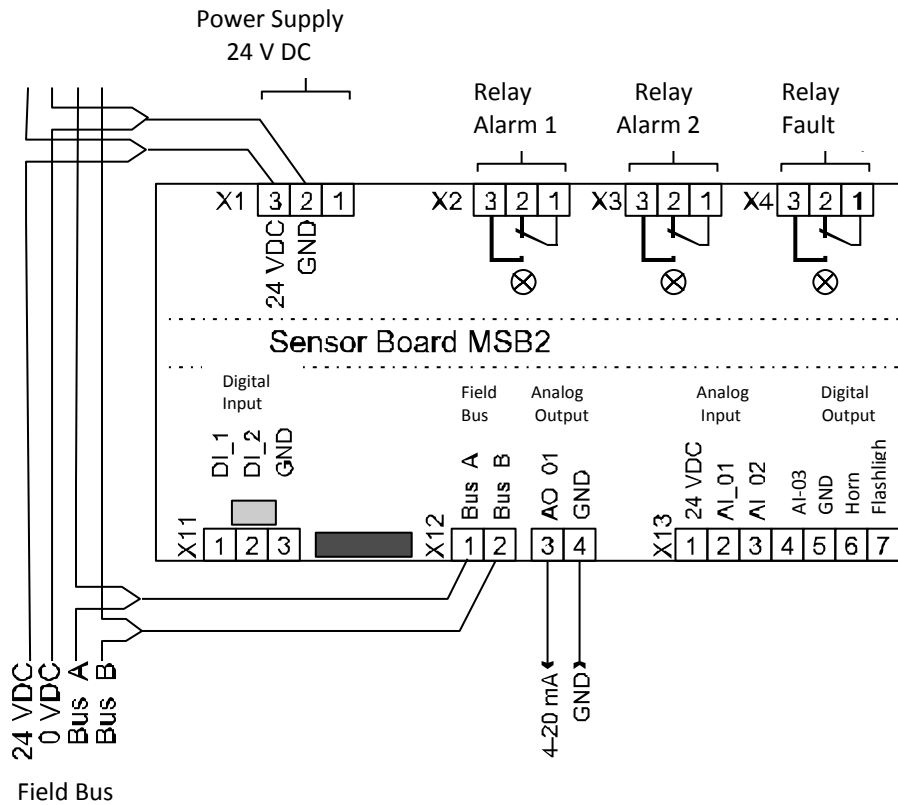 Power Supply
24 V DC
Relay
Alarm 1
Relay
Alarm 2
Relay
Fault
X1 3 2 1
X2 3 2 1
X3 3 2 1
X4 3 2 1
24 VDC
GND
Sensor Board MSB2
Digital
Input
Field
Bus
Analog
Output
Analog
Input
Digital
Output
DI_1
DI_2
GND
Bus A
Bus B
AO 01
GND
24 VDC
AI_01
AI 02
AI-03
GND
Horn
Flashligh
X11 1 2 3
X12 1 2 3 4
X13 1 2 3 4 5 6 7
24 VDC
0 VDC
Bus A
Bus B
4-20 mA
GND
Field Bus